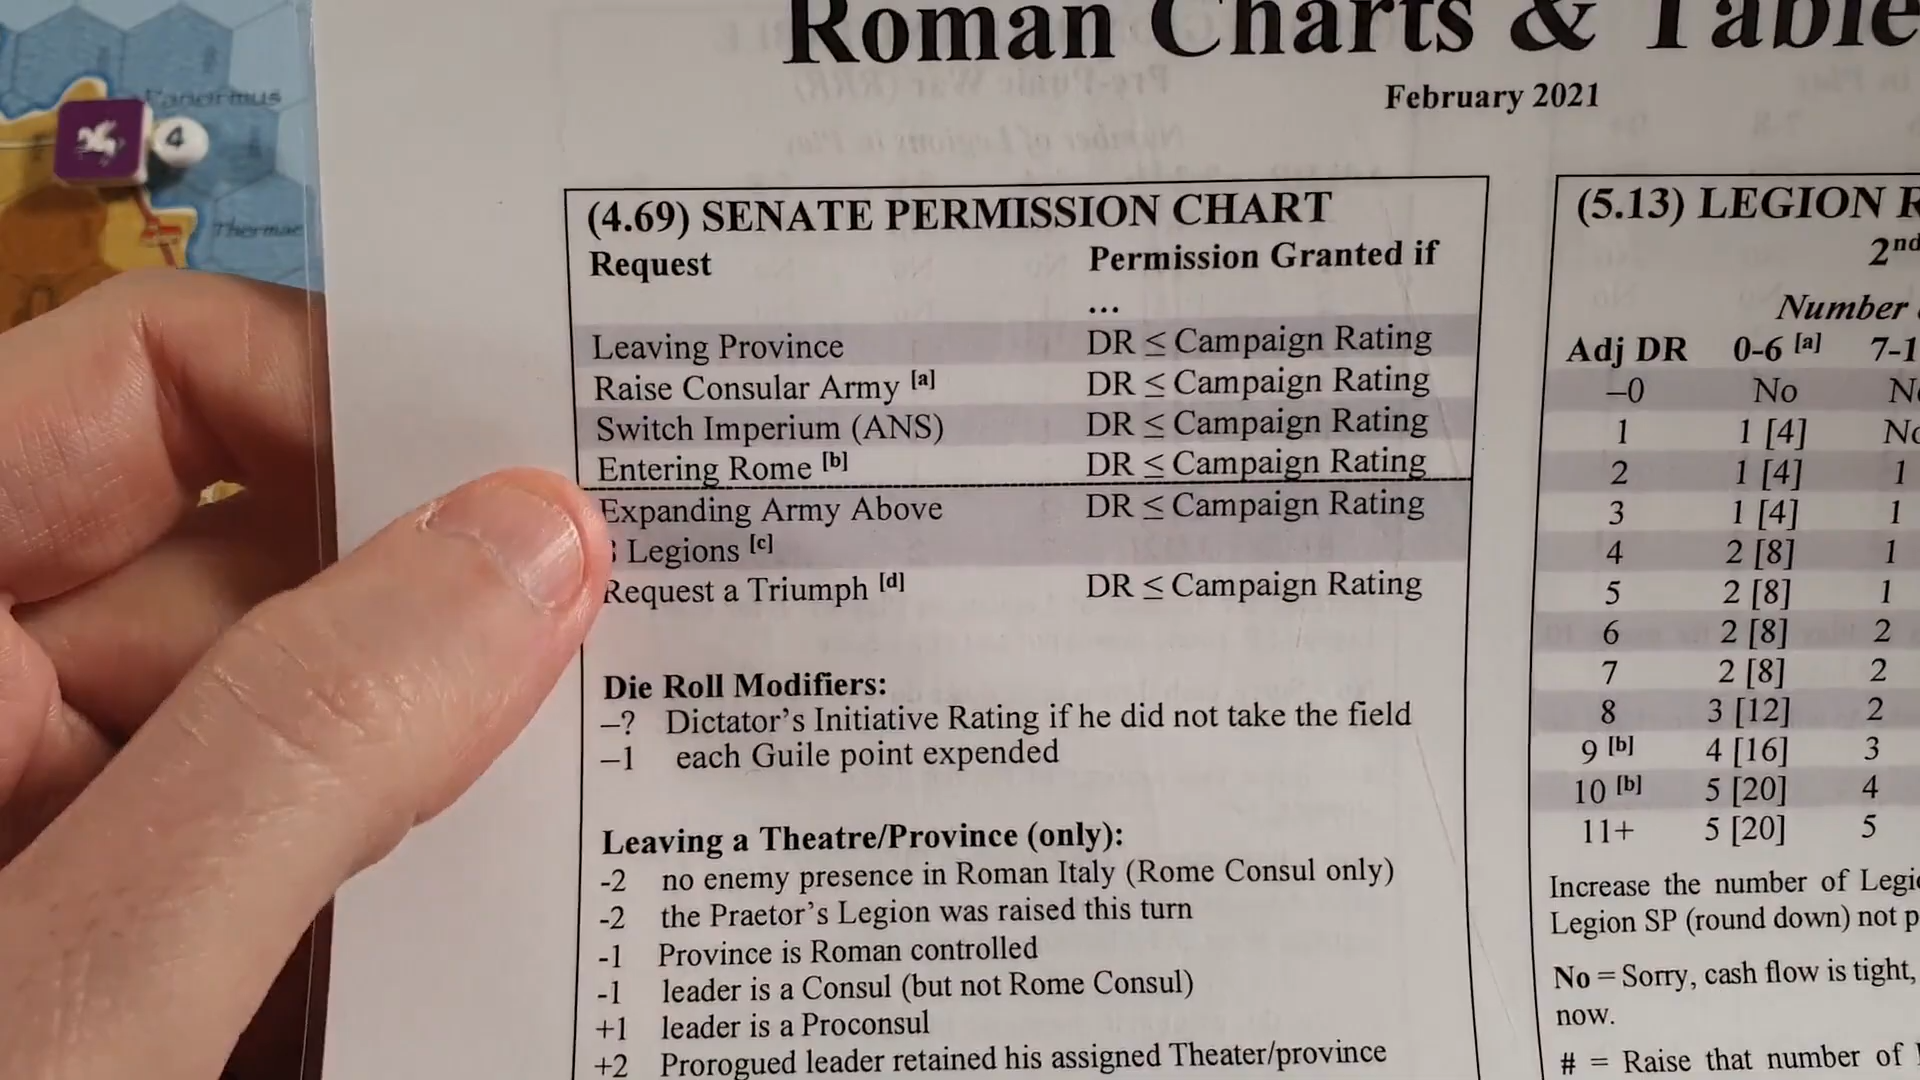 Roman Charts &
February 2021
Panormus
4
Thermae
(4.69) SENATE PERMISSION CHART
Request Permission Granted if
...
Leaving Province DR ≤ Campaign Rating
Raise Consular Army [a] DR ≤ Campaign Rating
Switch Imperium (ANS) DR ≤ Campaign Rating
Entering Rome [b] DR ≤ Campaign Rating
Expanding Army Above DR ≤ Campaign Rating
Legions [c]
Request a Triumph [d] DR ≤ Campaign Rating
Die Roll Modifiers:
–? Dictator’s Initiative Rating if he did not take the field
–1 each Guile point expended
Leaving a Theatre/Province (only):
-2 no enemy presence in Roman Italy (Rome Consul only)
-2 the Praetor’s Legion was raised this turn
-1 Province is Roman controlled
-1 leader is a Consul (but not Rome Consul)
+1 leader is a Proconsul
+2 Prorogued leader retained his assigned Theater/province
(5.13) LEGION
2nd
Number
Adj DR 0-6 [a] 7-1
–0 No
1 1 [4]
2 1 [4] 1
3 1 [4] 1
4 2 [8] 1
5 2 [8] 1
6 2 [8] 2
7 2 [8] 2
8 3 [12] 2
9 [b] 4 [16] 3
10 [b] 5 [20] 4
11+ 5 [20] 5
Increase the number of
Legion SP (round down) not
No = Sorry, cash flow is tight,
now.
# = Raise that number of